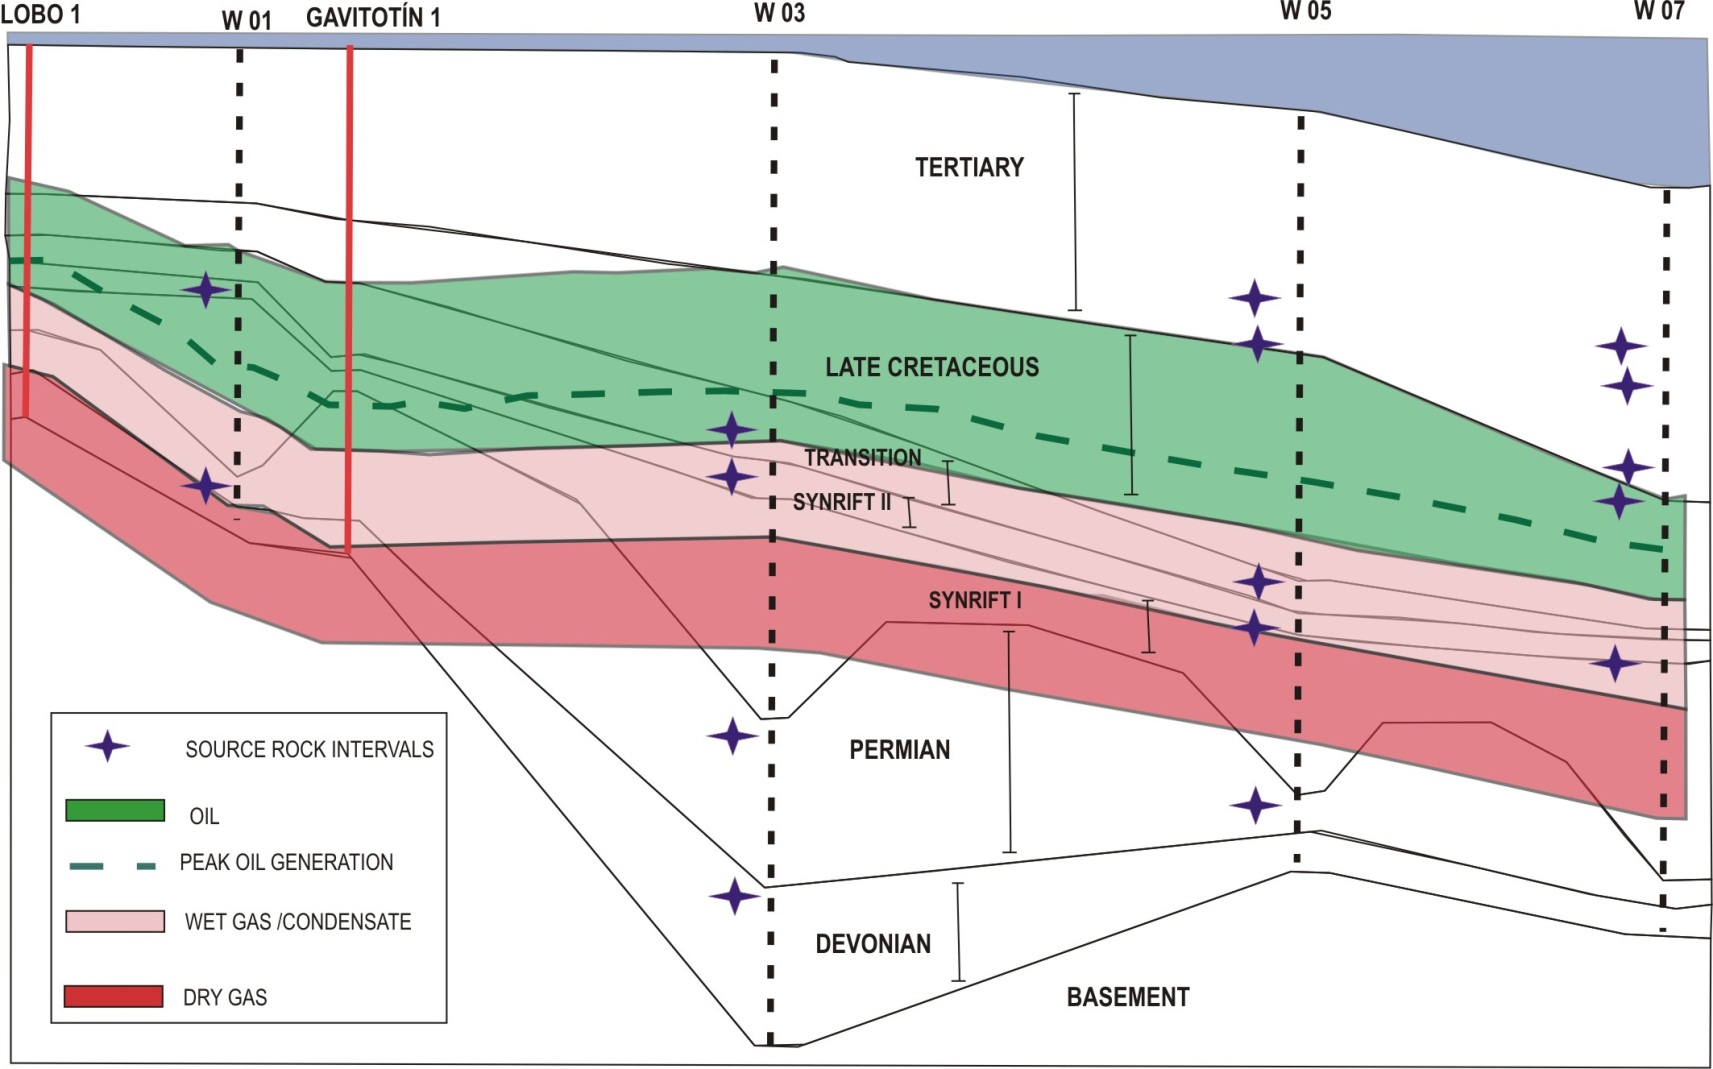 LOBO 1
W 01
GAVITOTÍN 1
W 03
W 05
W 07
TERTIARY
LATE CRETACEOUS
TRANSITION
SYNRIFT II
SYNRIFT I
PERMIAN
DEVONIAN
BASEMENT
SOURCE ROCK INTERVALS
OIL
PEAK OIL GENERATION
WET GAS /CONDENSATE
DRY GAS